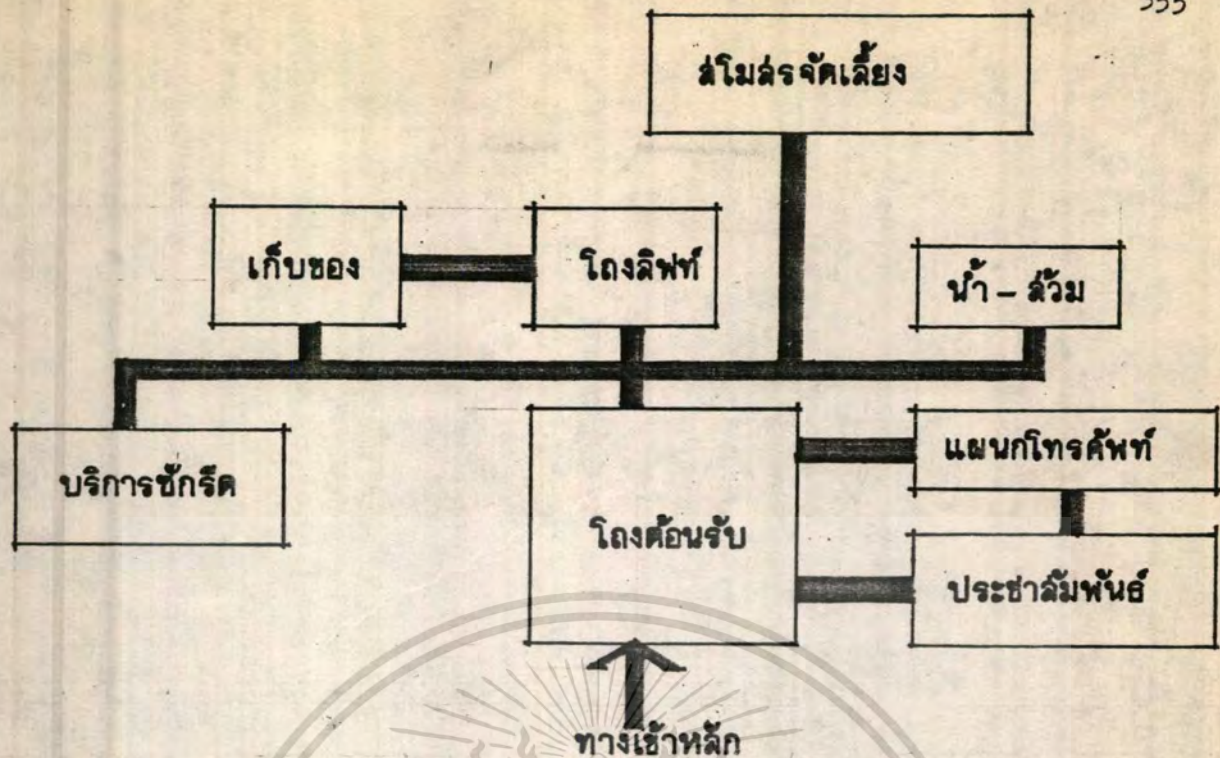 สโมสรจัดเลี้ยง
เก็บของ
โถงลิฟท์
น้ำ - ส้วม
บริการซักรีด
โถงต้อนรับ
แผนกโทรศัพท์
ประชาสัมพันธ์
ทางเข้าหลัก